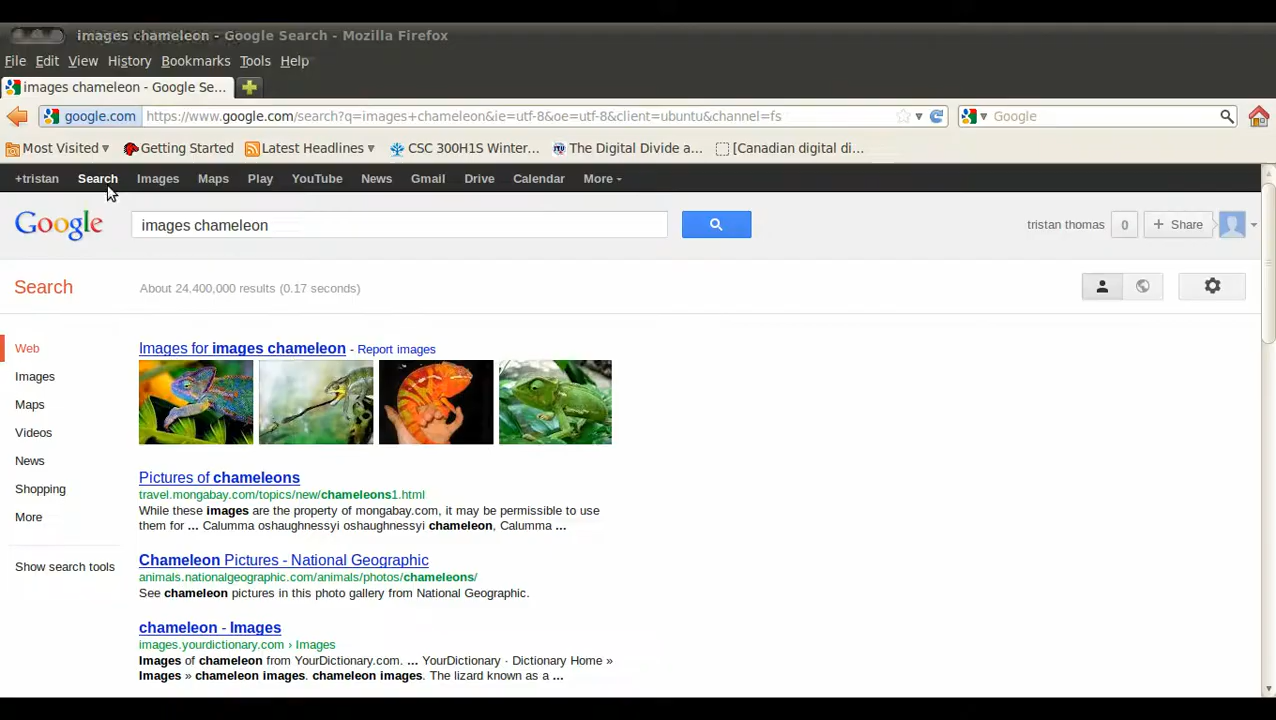 images chameleon - Google Search - Mozilla Firefox
File Edit View History Bookmarks Tools Help
images chameleon - Google Se...
google.com https://www.google.com/search?q=images+chameleon&ie=utf-8&oe=utf-8&client=ubuntu&channel=fs Google
Most Visited Getting Started Latest Headlines CSC 300H1S Winter... The Digital Divide a... [Canadian digital di...
+tristan Search Images Maps Play YouTube News Gmail Drive Calendar More
Google images chameleon tristan thomas 0 + Share
Search About 24,400,000 results (0.17 seconds)
Web
Images
Maps
Videos
News
Shopping
More
Show search tools
Images for images chameleon - Report images
Pictures of chameleons
travel.mongabay.com/topics/new/chameleons1.html
While these images are the property of mongabay.com, it may be permissible to use
them for ... Calumma oshaughnessyi oshaughnessyi chameleon, Calumma ...
Chameleon Pictures - National Geographic
animals.nationalgeographic.com/animals/photos/chameleons/
See chameleon pictures in this photo gallery from National Geographic.
chameleon - Images
images.yourdictionary.com › Images
Images of chameleon from YourDictionary.com. ... YourDictionary · Dictionary Home »
Images » chameleon images. chameleon images. The lizard known as a ...